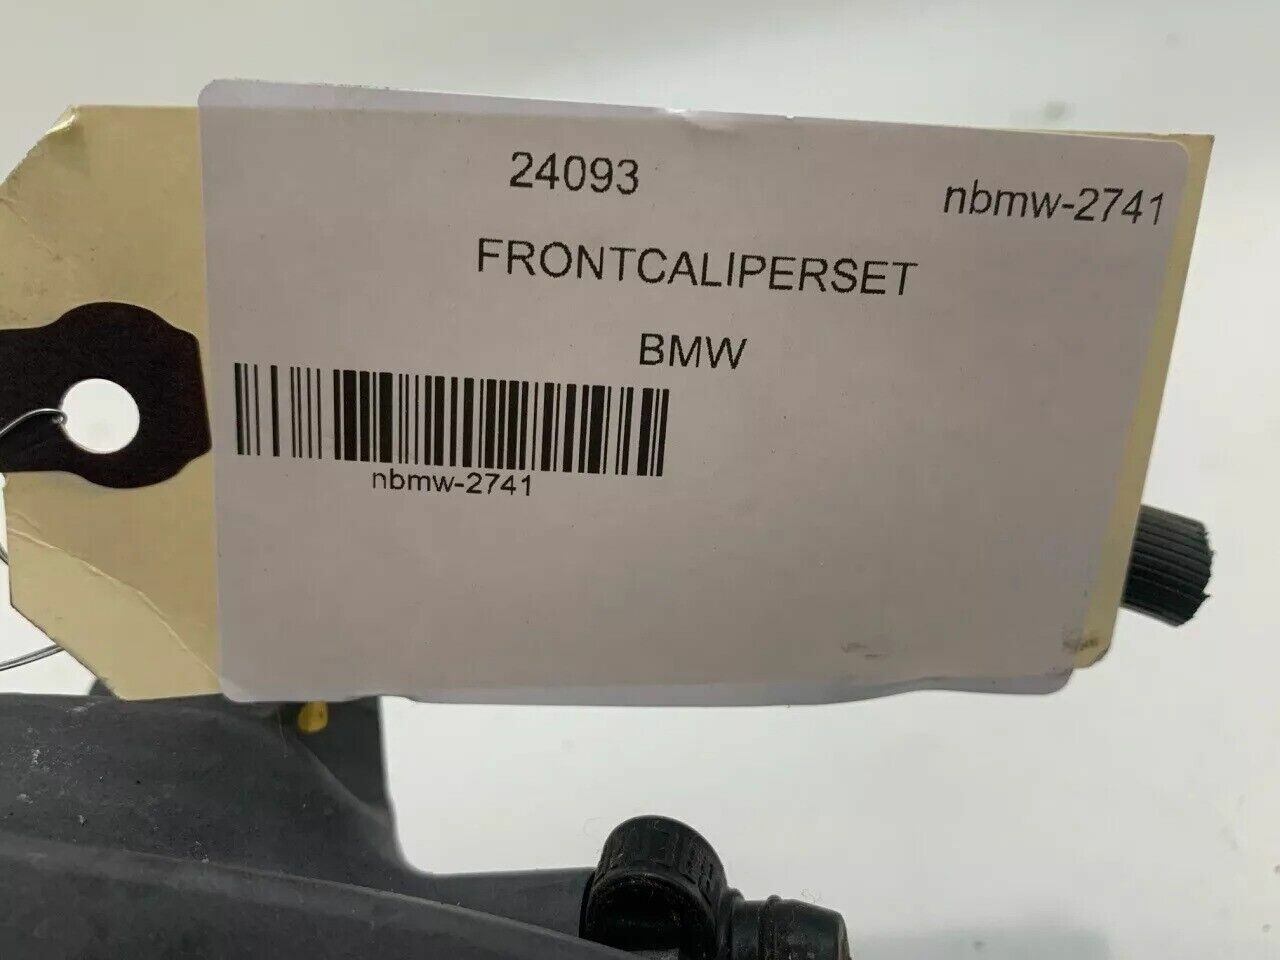 24093
nbmw-2741
FRONTCALIPERSET
BMW
nbmw-2741